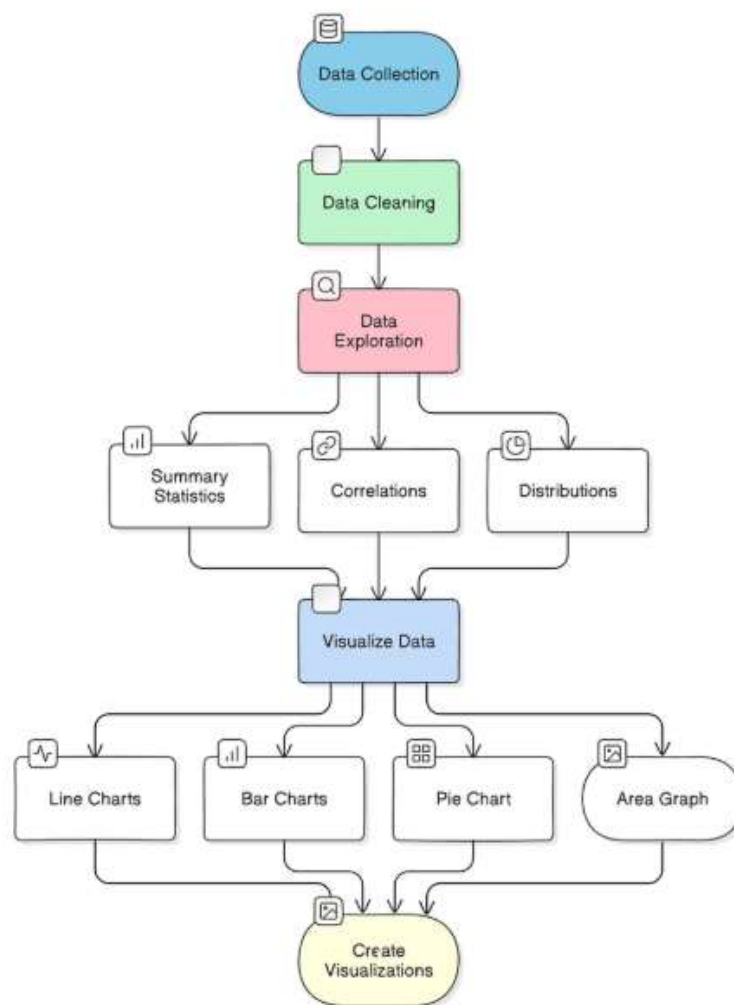 Data Collection
Data Cleaning
Data
Exploration
Summary
Statistics
Correlations
Distributions
Visualize Data
Line Charts
Bar Charts
Pie Chart
Area Graph
Create
Visualizations